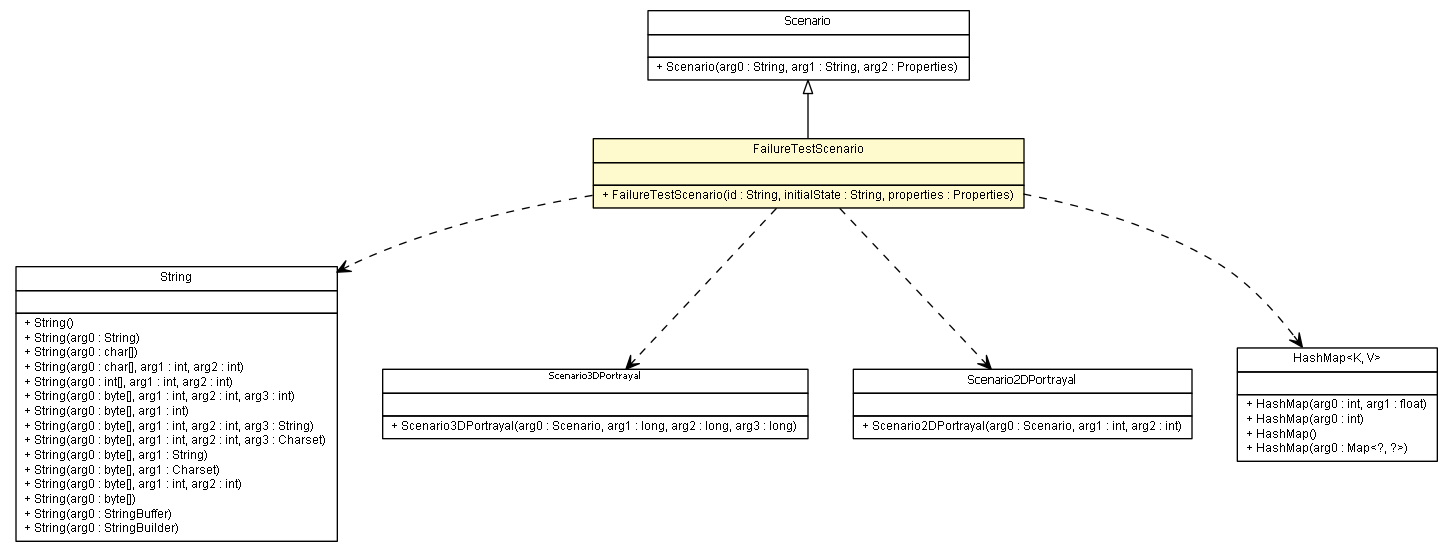 Scenario
+ Scenario(arg0 : String, arg1 : String, arg2 : Properties)
FailureTestScenario
+ FailureTestScenario(id : String, initialState : String, properties : Properties)
String
+ String()
+ String(arg0 : String)
+ String(arg0 : char[])
+ String(arg0 : char[], arg1 : int, arg2 : int)
+ String(arg0 : int[], arg1 : int, arg2 : int)
+ String(arg0 : byte[], arg1 : int, arg2 : int, arg3 : int)
+ String(arg0 : byte[], arg1 : int)
+ String(arg0 : byte[], arg1 : int, arg2 : int, arg3 : String)
+ String(arg0 : byte[], arg1 : int, arg2 : int, arg3 : Charset)
+ String(arg0 : byte[], arg1 : String)
+ String(arg0 : byte[], arg1 : Charset)
+ String(arg0 : byte[], arg1 : int, arg2 : int)
+ String(arg0 : byte[])
+ String(arg0 : StringBuffer)
+ String(arg0 : StringBuilder)
Scenario3DPortrayal
+ Scenario3DPortrayal(arg0 : Scenario, arg1 : long, arg2 : long, arg3 : long)
Scenario2DPortrayal
+ Scenario2DPortrayal(arg0 : Scenario, arg1 : int, arg2 : int)
HashMap<K, V>
+ HashMap(arg0 : int, arg1 : float)
+ HashMap(arg0 : int)
+ HashMap()
+ HashMap(arg0 : Map<?, ?>)